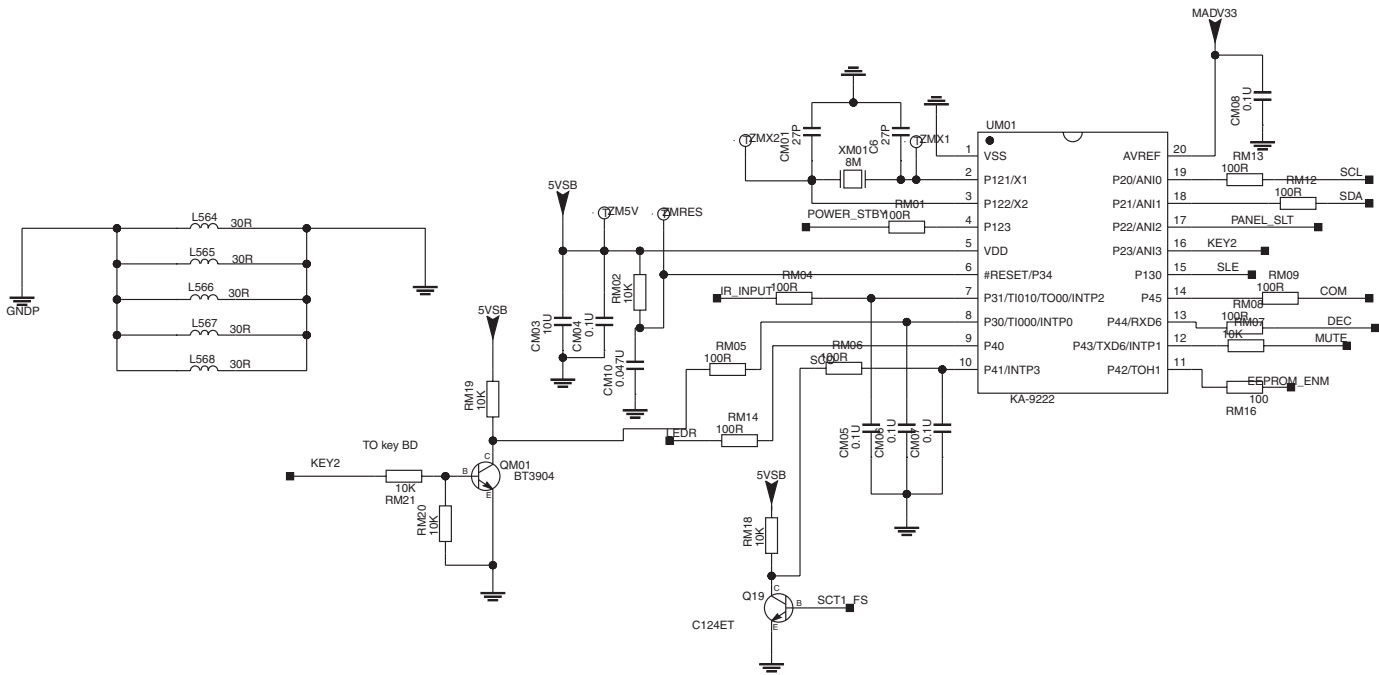 MADV33
CM08
0.1U
UM01
CM01
27P
C6
27P
TZMX2
TZMX1
XM01
8M
1
VSS
2
P121/X1
3
P122/X2
4
P123
5
VDD
6
#RESET/P34
7
P31/TI010/TO00/INTP2
8
P30/TI000/INTP0
9
P40
10
P41/INTP3
AVREF
20
P20/ANI0
19
P21/ANI1
18
P22/ANI2
17
P23/ANI3
16
P130
15
P45
14
P44/RXD6
13
P43/TXD6/INTP1
12
P42/TOH1
11
KA-9222
RM13
100R
SCL
RM12
100R
SDA
PANEL_SLT
KEY2
SLE
RM09
100R
COM
RM08
100R
DEC
RM07
10K
MUTE
EEPROM_ENM
100
RM16
5VSB
TZM5V
ZMRES
RM01
POWER_STBY
100R
RM02
10K
RM04
IR_INPUT
100R
CM03
10U
CM04
0.1U
CM10
0.047U
RM05
100R
RM06
100R
RM14
LEDR
100R
CM05
0.1U
CM06
0.1U
CM07
0.1U
L564
30R
L565
30R
L566
30R
L567
30R
L568
30R
GNDP
5VSB
RM19
10K
TO key BD
KEY2
10K
RM21
RM20
10K
B
C
E
QM01
BT3904
5VSB
RM18
10K
Q19
C
B
E
SCT1_FS
C124ET